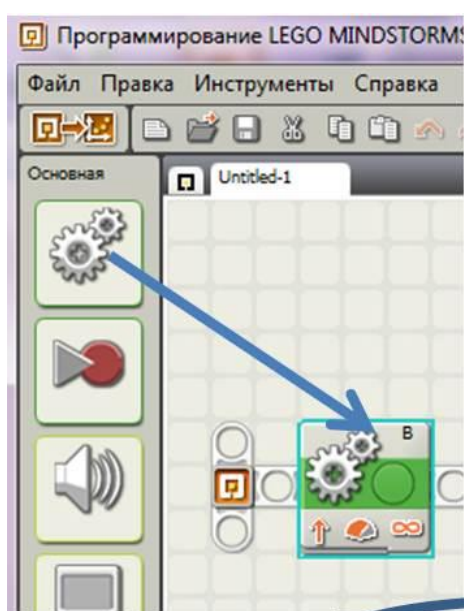 Программирование LEGO MINDSTORMS
Файл Правка Инструменты Справка
Основная
Untitled-1
B